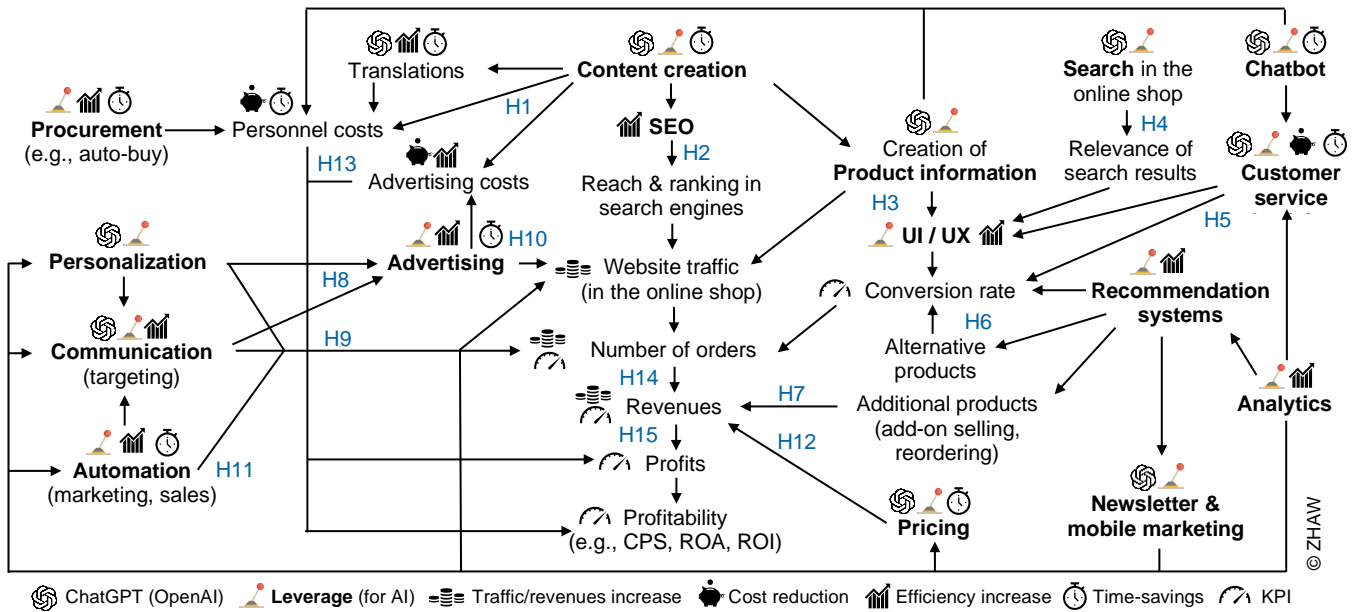 Translations
Content creation
Search in the
online shop
Chatbot
Procurement
(e.g., auto-buy)
Personnel costs
H1
SEO
H2
H4
Creation of
Product information
H3
Relevance of
search results
Customer
service
H5
H13
Advertising costs
Reach & ranking in
search engines
UI / UX
Personalization
H8
Advertising
H10
Website traffic
(in the online shop)
Conversion rate
H6
Recommendation
systems
Communication
(targeting)
H9
Number of orders
H14
Alternative
products
Analytics
Revenues
H15
H7
Additional products
(add-on selling,
reordering)
H12
Automation
(marketing, sales)
H11
Profits
Profitability
(e.g., CPS, ROA, ROI)
Pricing
Newsletter &
mobile marketing
© ZHAW
ChatGPT (OpenAI) Leverage (for AI) Traffic/revenues increase Cost reduction Efficiency increase Time-savings KPI